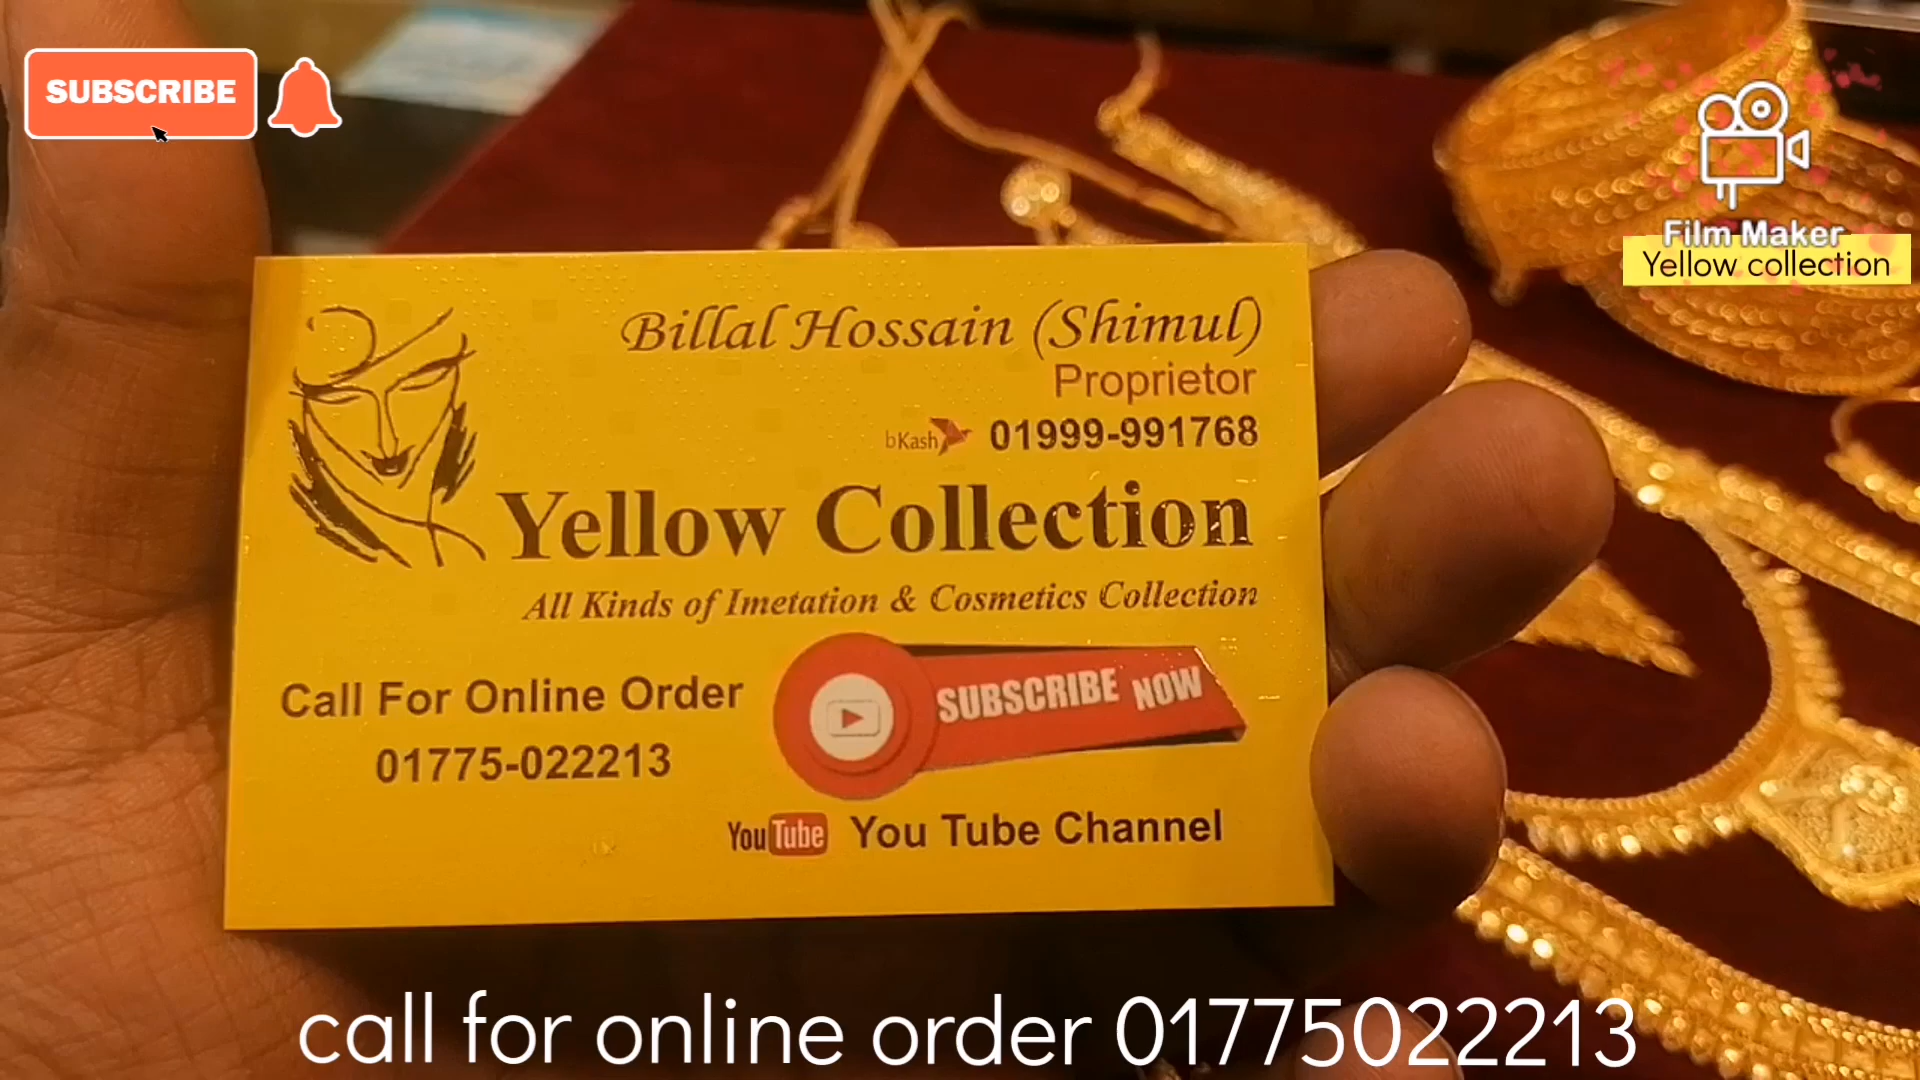 SUBSCRIBE
Film Maker
Yellow collection
Billal Hossain (Shimul)
Proprietor
bKash 01999-991768
Yellow Collection
All Kinds of Imetation & Cosmetics Collection
Call For Online Order
01775-022213
SUBSCRIBE NOW
YouTube You Tube Channel
call for online order 01775022213